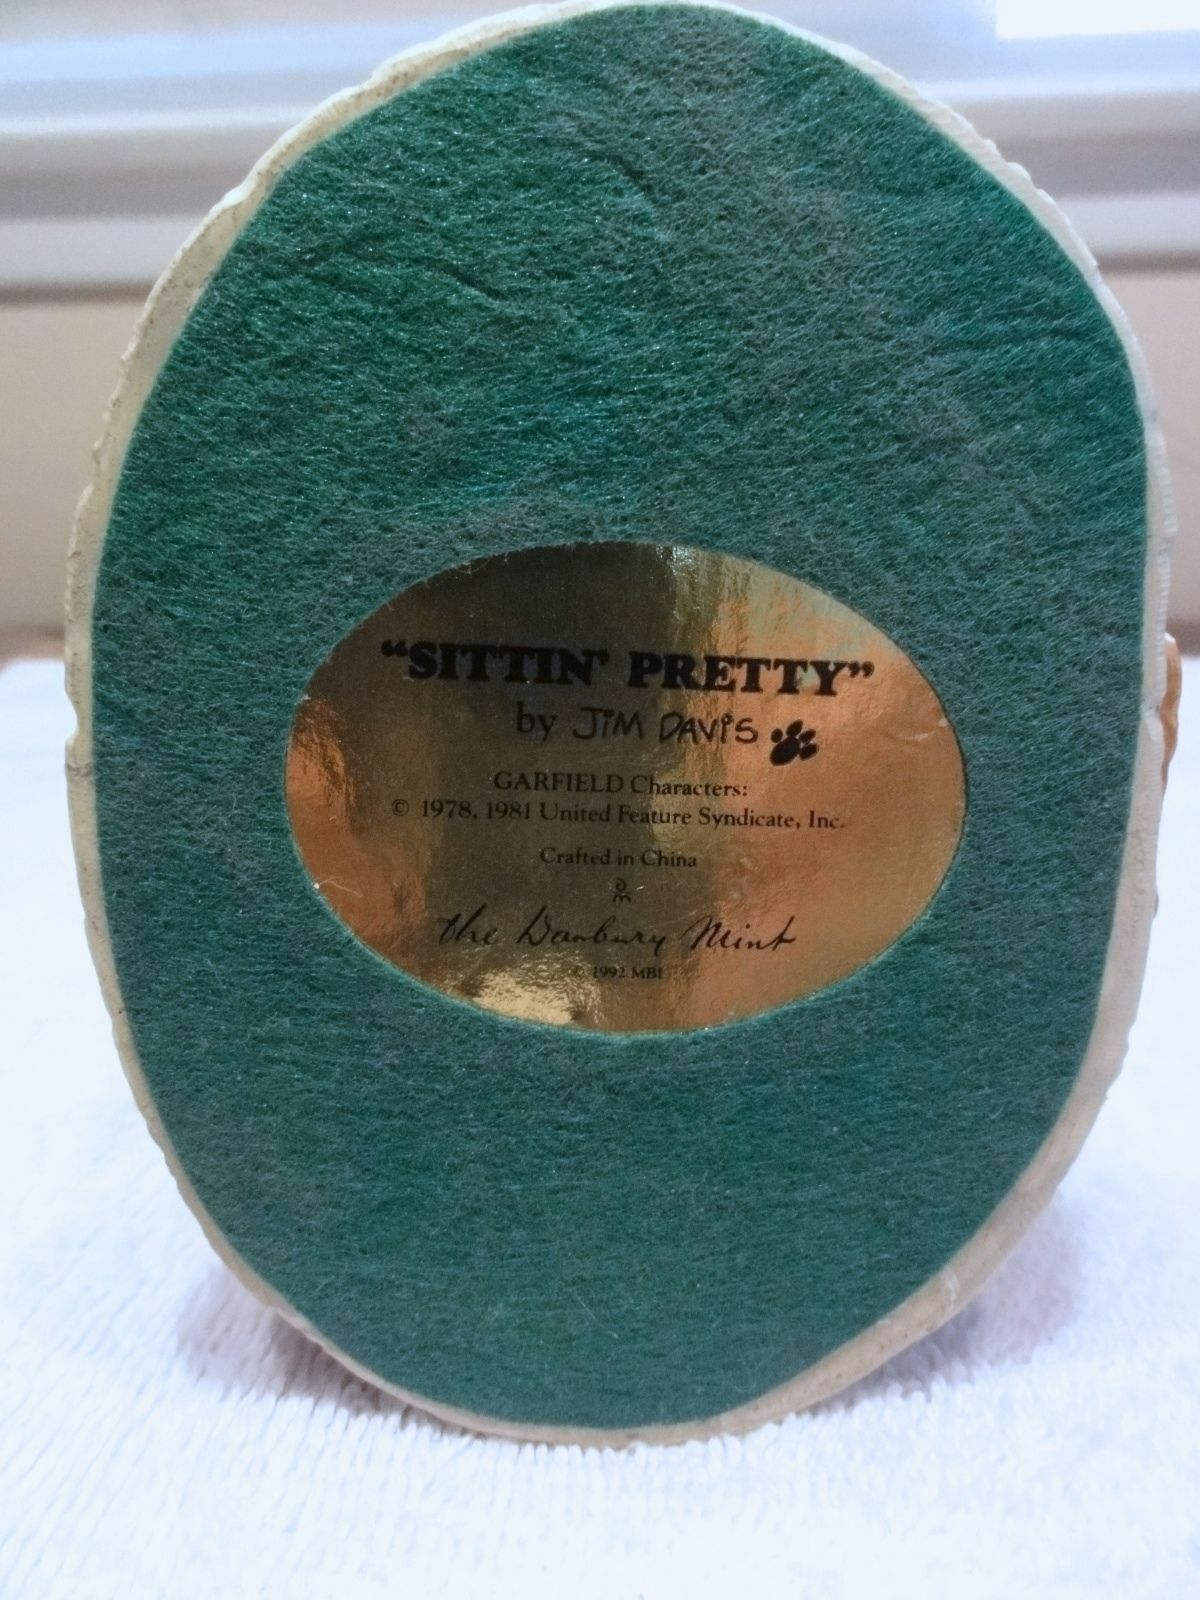 “SITTIN’ PRETTY”
by JiM DAViS
GARFIELD Characters:
© 1978, 1981 United Feature Syndicate, Inc.
Crafted in China
DM
the Danbury Mint
© 1992 MBI